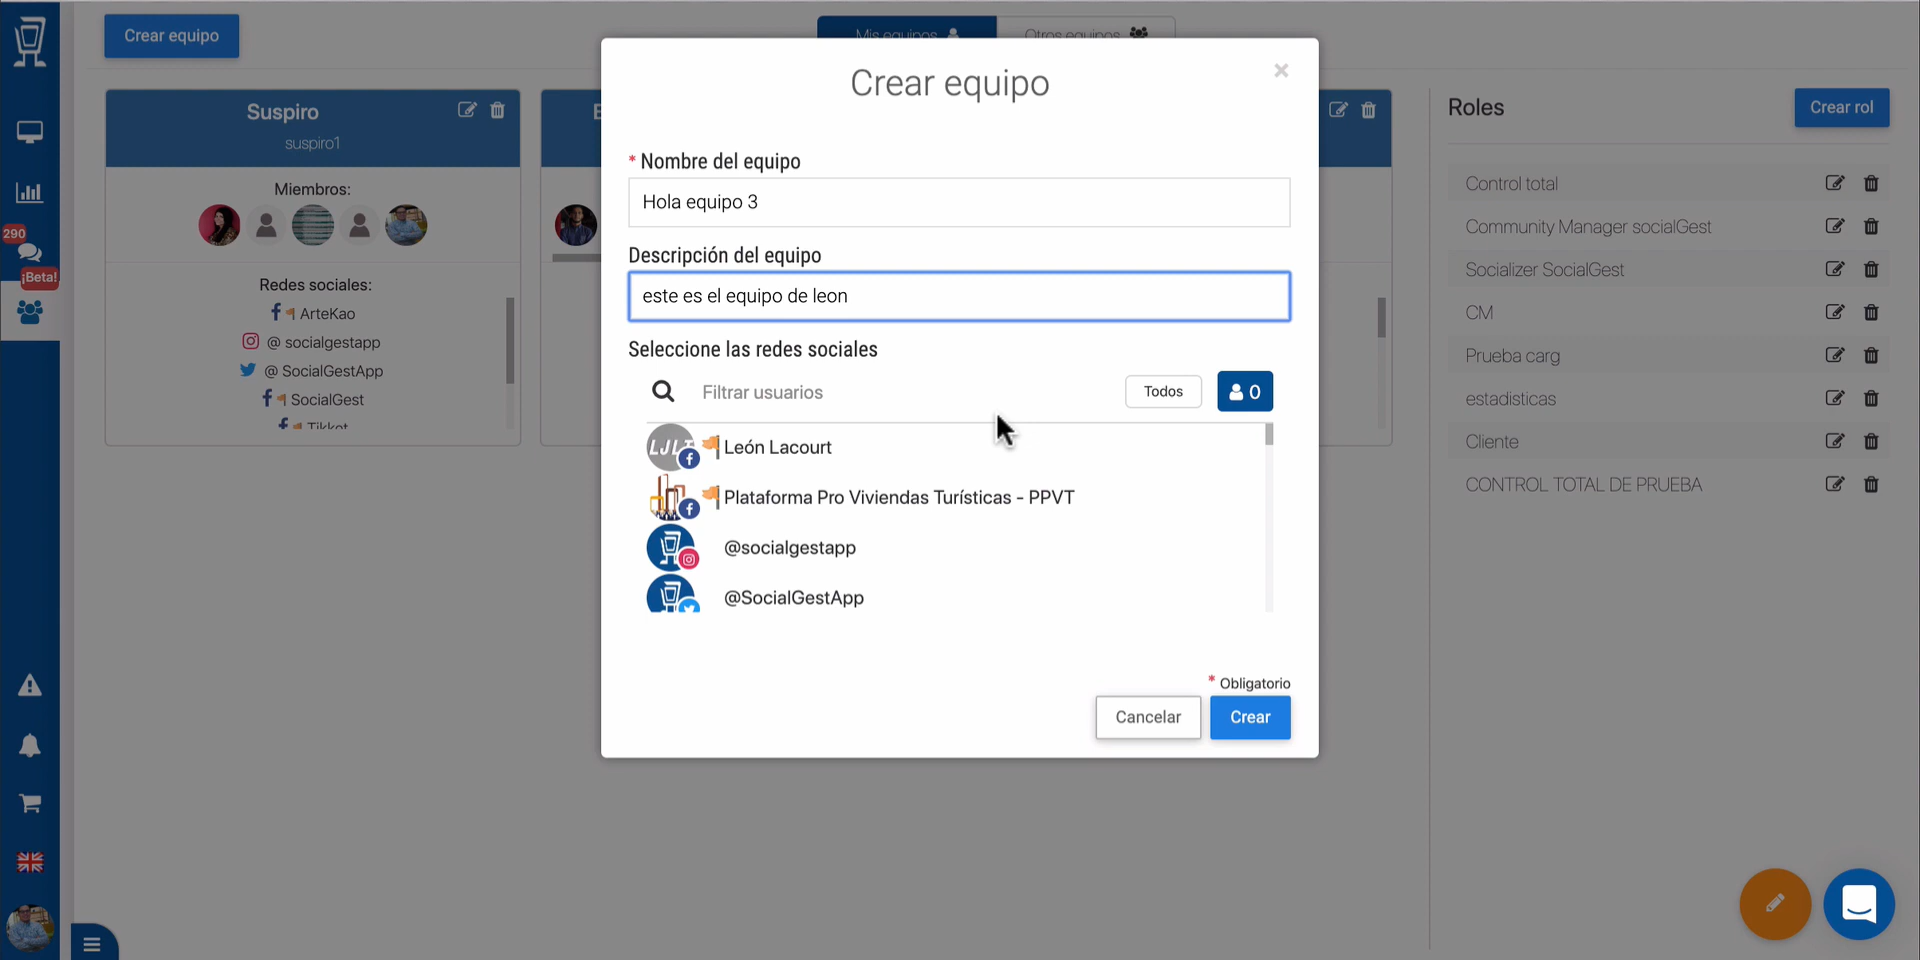 Crear equipo
Mis equipos
Otros equipos
Suspiro
suspiro1
Miembros:
Redes sociales:
ArteKao
@ socialgestapp
@ SocialGestApp
SocialGest
Tikket
290
¡Beta!
E
Crear equipo
×
* Nombre del equipo
Hola equipo 3
Descripción del equipo
este es el equipo de leon
Seleccione las redes sociales
Filtrar usuarios
Todos
0
LJLT
León Lacourt
Plataforma Pro Viviendas Turísticas - PPVT
@socialgestapp
@SocialGestApp
* Obligatorio
Cancelar
Crear
Roles
Crear rol
Control total
Community Manager socialGest
Socializer SocialGest
CM
Prueba carg
estadisticas
Cliente
CONTROL TOTAL DE PRUEBA